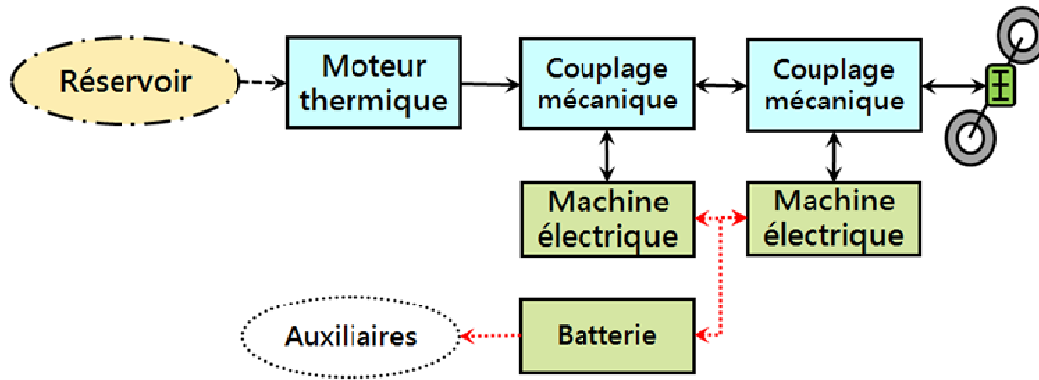 Réservoir
Moteur
thermique
Couplage
mécanique
Couplage
mécanique
Machine
électrique
Machine
électrique
Auxiliaires
Batterie